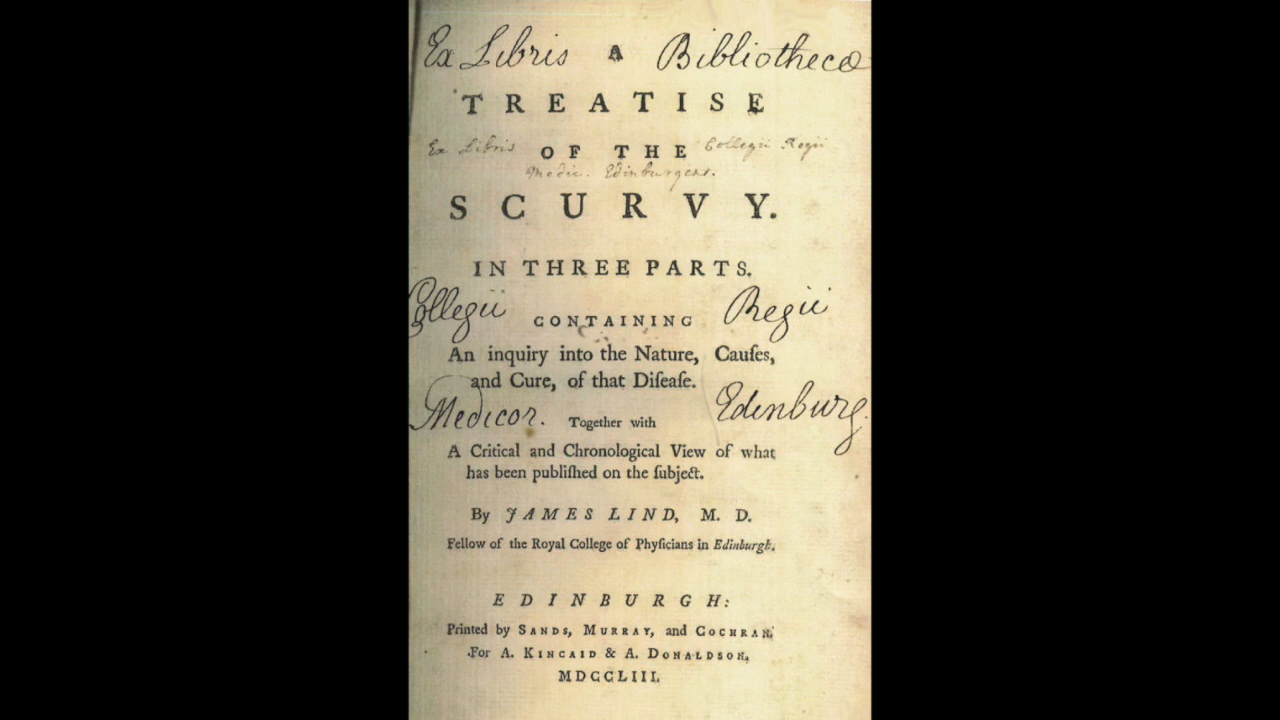 Ex Libris A Bibliothecæ
TREATISE
Ex Libris OF THE Collegii Regii
Medic. Edinburgens.
SCURVY.
IN THREE PARTS.
Collegii CONTAINING Regii
An inquiry into the Nature, Cauſes,
and Cure, of that Diſeaſe.
Medicor. Together with Edinburg.
A Critical and Chronological View of what
has been publiſhed on the ſubject.
By JAMES LIND, M. D.
Fellow of the Royal College of Phyſicians in Edinburgh.
EDINBURGH:
Printed by SANDS, MURRAY, and COCHRAN.
For A. KINCAID & A. DONALDSON.
MDCCLIII.